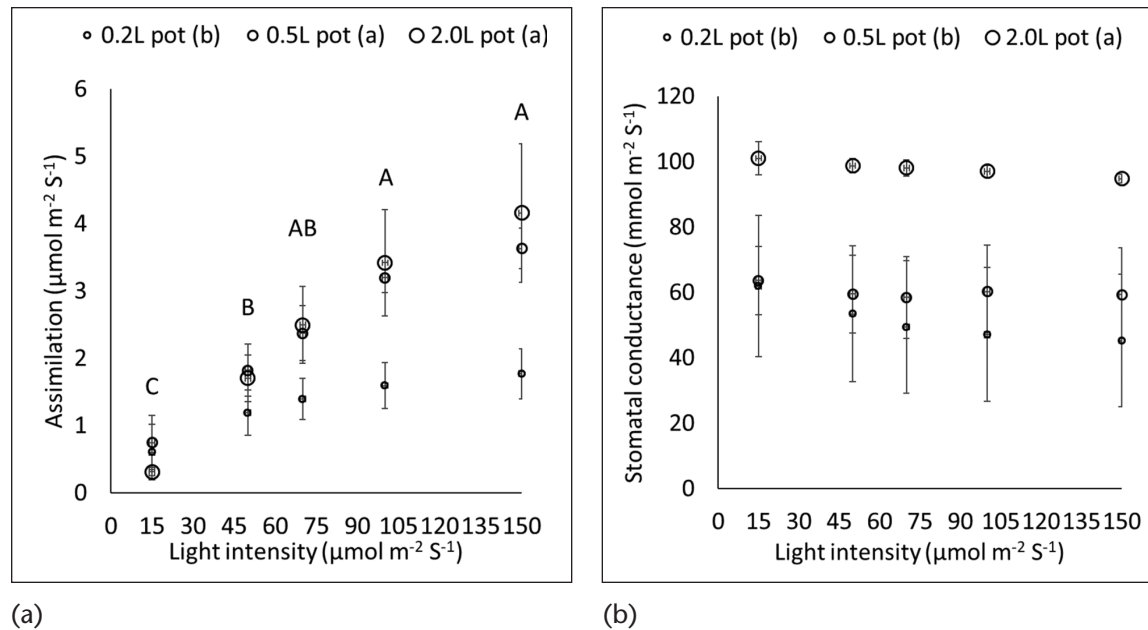 0.2L pot (b) 0.5L pot (a) 2.0L pot (a)
6
5
4
3
2
1
0
A
A
AB
B
C
Assimilation (µmol m⁻² S⁻¹)
0 15 30 45 60 75 90 105 120 135 150
Light intensity (µmol m⁻² S⁻¹)
(a)
0.2L pot (b) 0.5L pot (b) 2.0L pot (a)
120
100
80
60
40
20
0
Stomatal conductance (mmol m⁻² S⁻¹)
0 15 30 45 60 75 90 105 120 135 150
Light intensity (µmol m⁻² S⁻¹)
(b)